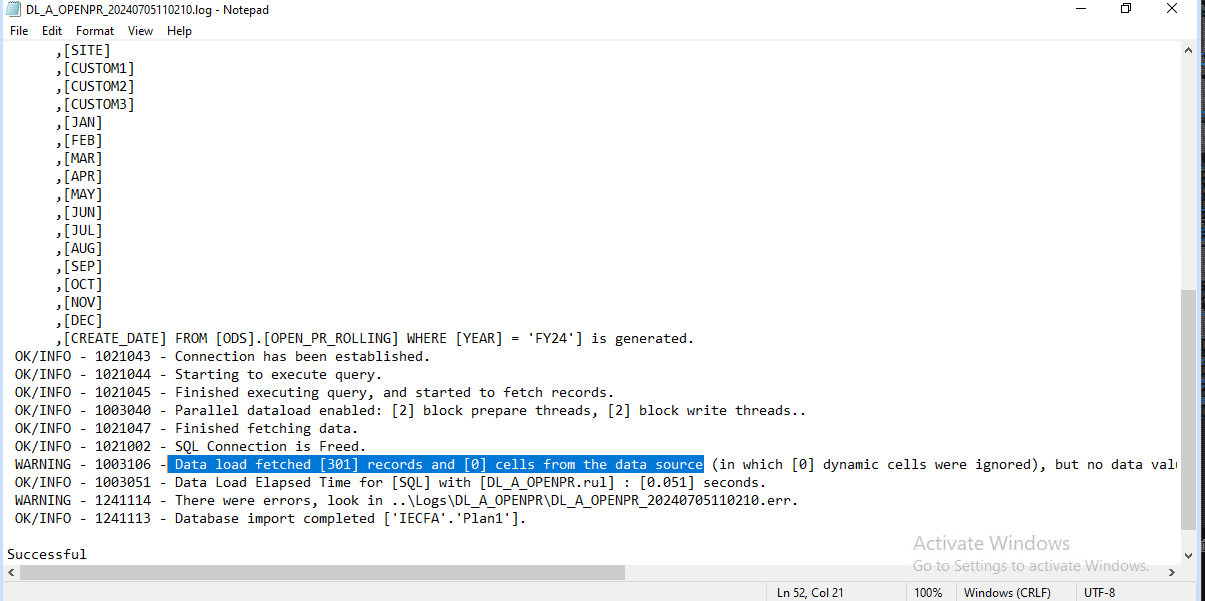 DL_A_OPENPR_20240705110210.log - Notepad
File Edit Format View Help
,[SITE]
,[CUSTOM1]
,[CUSTOM2]
,[CUSTOM3]
,[JAN]
,[FEB]
,[MAR]
,[APR]
,[MAY]
,[JUN]
,[JUL]
,[AUG]
,[SEP]
,[OCT]
,[NOV]
,[DEC]
,[CREATE_DATE] FROM [ODS].[OPEN_PR_ROLLING] WHERE [YEAR] = 'FY24'] is generated.
OK/INFO - 1021043 - Connection has been established.
OK/INFO - 1021044 - Starting to execute query.
OK/INFO - 1021045 - Finished executing query, and started to fetch records.
OK/INFO - 1003040 - Parallel dataload enabled: [2] block prepare threads, [2] block write threads..
OK/INFO - 1021047 - Finished fetching data.
OK/INFO - 1021002 - SQL Connection is Freed.
WARNING - 1003106 - Data load fetched [301] records and [0] cells from the data source (in which [0] dynamic cells were ignored), but no data valu
OK/INFO - 1003051 - Data Load Elapsed Time for [SQL] with [DL_A_OPENPR.rul] : [0.051] seconds.
WARNING - 1241114 - There were errors, look in ..\Logs\DL_A_OPENPR\DL_A_OPENPR_20240705110210.err.
OK/INFO - 1241113 - Database import completed ['IECFA'.'Plan1'].
Successful
Activate Windows
Go to Settings to activate Windows.
Ln 52, Col 21 100% Windows (CRLF) UTF-8